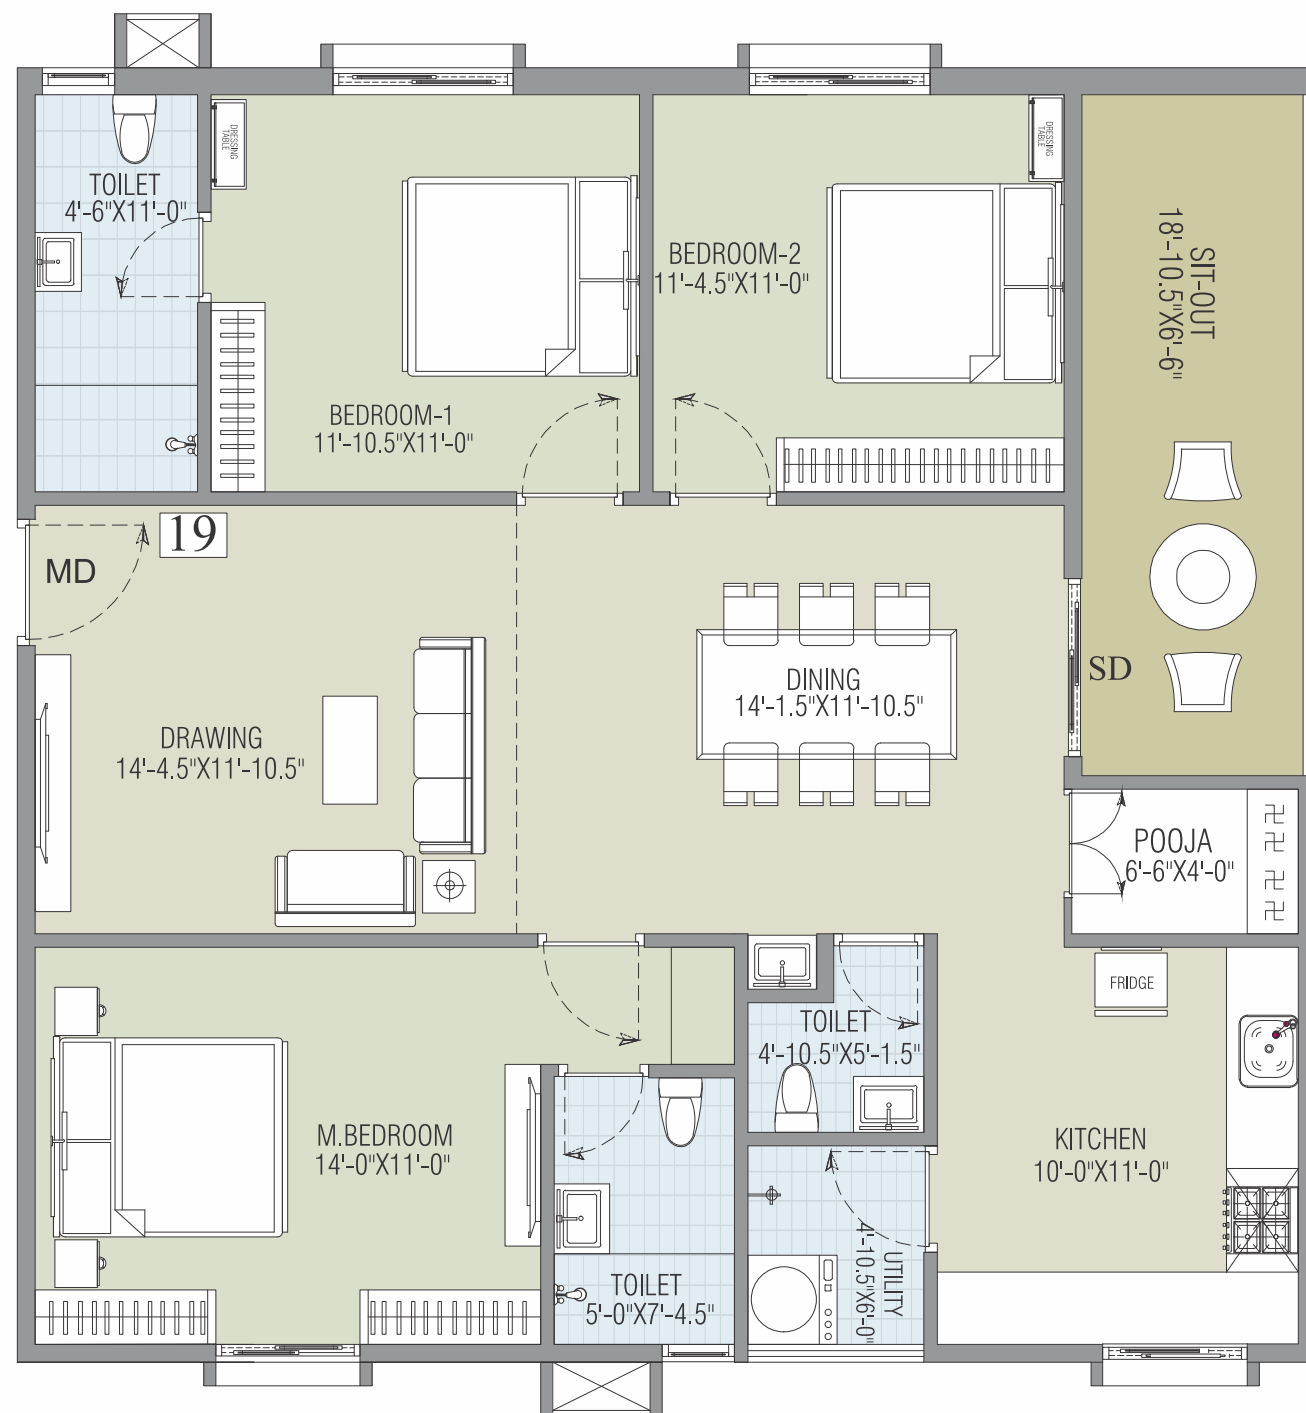 TOILET
4'-6"X11'-0"
DRESSING
TABLE
BEDROOM-1
11'-10.5"X11'-0"
BEDROOM-2
11'-4.5"X11'-0"
DRESSING
TABLE
SIT-OUT
18'-10.5"X6'-6"
MD
19
DRAWING
14'-4.5"X11'-10.5"
DINING
14'-1.5"X11'-10.5"
SD
POOJA
6'-6"X4'-0"
卐
卐
卐
卐
FRIDGE
TOILET
4'-10.5"X5'-1.5"
M.BEDROOM
14'-0"X11'-0"
KITCHEN
10'-0"X11'-0"
TOILET
5'-0"X7'-4.5"
UTILITY
4'-10.5"X6'-0"